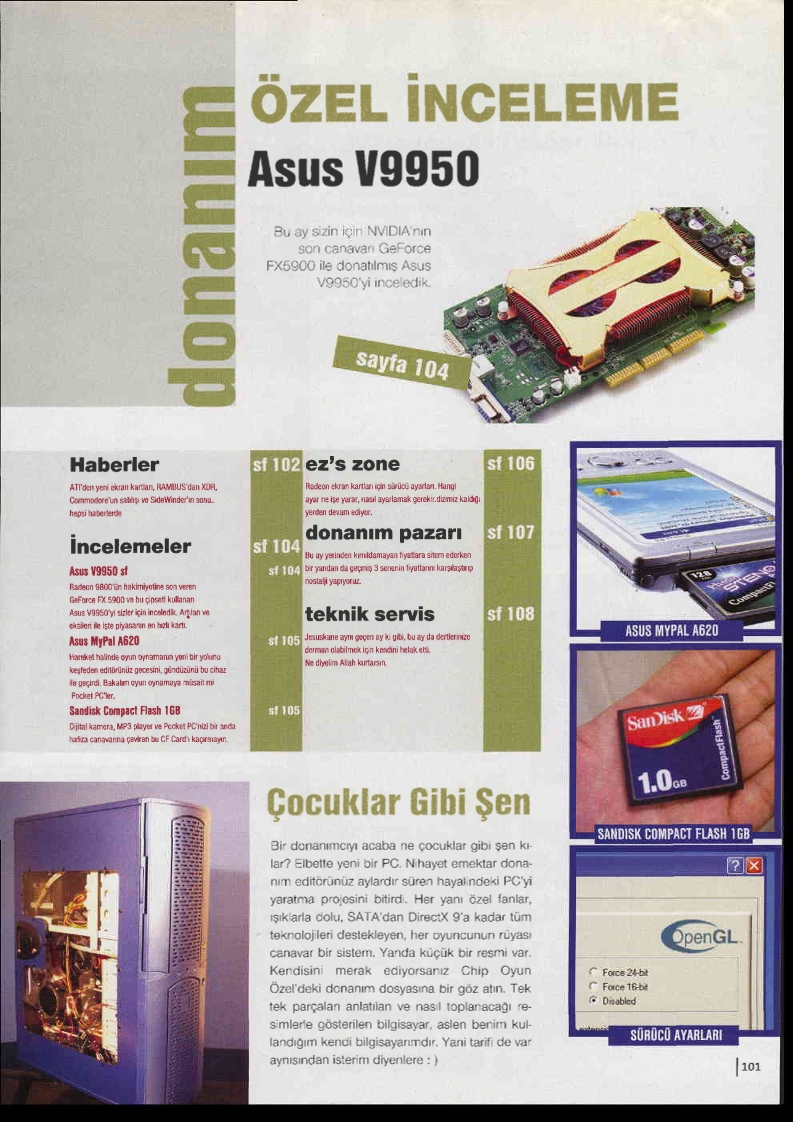 donanım
ÖZEL İNCELEME
Asus V9950
Bu ay sizin için NVIDIA'nın
son canavarı GeForce
FX5900 ile donatılmış Asus
V9950'yi inceledik.
sayfa 104
Haberler
sf 102
ATI'den yeni ekran kartları, RAMBUS'dan XDR,
Commodore'un satılışı ve SideWinder'ın sonu..
hepsi haberlerde
İncelemeler
sf 104
Asus V9950 sf
sf 104
Radeon 9800'ün hakimiyetine son veren
GeForce FX 5900 ve bu çipseti kullanan
Asus V9950'yi sizler için inceledik. Artıları ve
eksileri ile işte piyasanın en hızlı kartı.
Asus MyPal A620
sf 105
Hareket halinde oyun oynamanın yeni bir yolunu
keşfeden editörünüz gecesini, gündüzünü bu cihaz
ile geçirdi. Bakalım oyun oynamaya müsait mi
Pocket PC'ler.
Sandisk Compact Flash 1GB
sf 105
Dijital kamera, MP3 player ve Pocket PC'nizi bir anda
hafıza canavarına çeviren bu CF Card'ı kaçırmayın.
ez's zone
sf 106
Radeon ekran kartları için sürücü ayarları. Hangi
ayar ne işe yarar, nasıl ayarlamak gerekir.dizimiz kaldığı
yerden devam ediyor.
donanım pazarı
sf 107
Bu ay yerinden kımıldamayan fiyatlara sitem ederken
bir yandan da geçmiş 3 senenin fiyatlarını karşılaştırıp
nostalji yapıyoruz.
teknik servis
sf 108
Jesuskane aynı geçen ay ki gibi, bu ay da dertlerinize
derman olabilmek için kendini helak etti.
Ne diyelim Allah kurtarsın.
128
CompactFl
ASUS MYPAL A620
SanDisk
CompactFlash
1.0GB
SANDISK COMPACT FLASH 1GB
OpenGL
Force 24-bit
Force 16-bit
Disabled
SÜRÜCÜ AYARLARI
Çocuklar Gibi Şen
Bir donanımcıyı acaba ne çocuklar gibi şen kı-
lar? Elbette yeni bir PC. Nihayet emektar dona-
nım editörünüz aylardır süren hayalindeki PC'yi
yaratma projesini bitirdi. Her yanı özel fanlar,
ışıklarla dolu, SATA'dan DirectX 9'a kadar tüm
teknolojileri destekleyen, her oyuncunun rüyası
canavar bir sistem. Yanda küçük bir resmi var.
Kendisini merak ediyorsanız Chip Oyun
Özel'deki donanım dosyasına bir göz atın. Tek
tek parçaları anlatılan ve nasıl toplanacağı re-
simlerle gösterilen bilgisayar, aslen benim kul-
landığım kendi bilgisayarımdır. Yani tarifi de var
aynısından isterim diyenlere : )
101